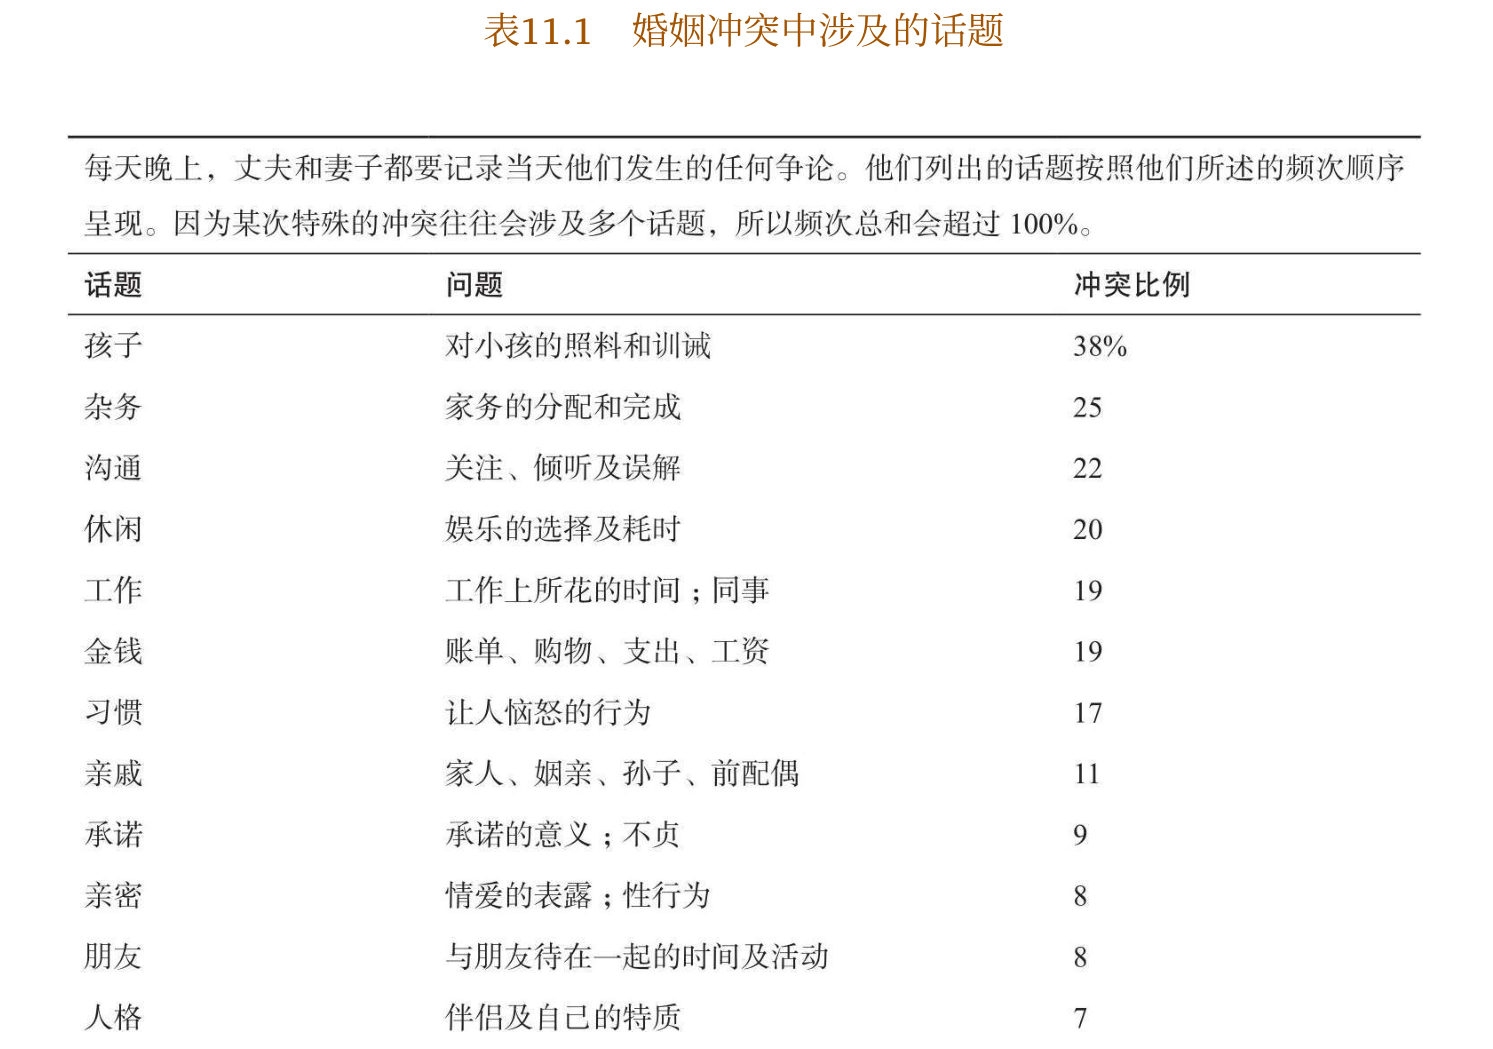 表11.1 婚姻冲突中涉及的话题
每天晚上，丈夫和妻子都要记录当天他们发生的任何争论。他们列出的话题按照他们所述的频次顺序
呈现。因为某次特殊的冲突往往会涉及多个话题，所以频次总和会超过 100%。
话题 问题 冲突比例
孩子 对小孩的照料和训诫 38%
杂务 家务的分配和完成 25
沟通 关注、倾听及误解 22
休闲 娱乐的选择及耗时 20
工作 工作上所花的时间；同事 19
金钱 账单、购物、支出、工资 19
习惯 让人恼怒的行为 17
亲戚 家人、姻亲、孙子、前配偶 11
承诺 承诺的意义；不贞 9
亲密 情爱的表露；性行为 8
朋友 与朋友待在一起的时间及活动 8
人格 伴侣及自己的特质 7